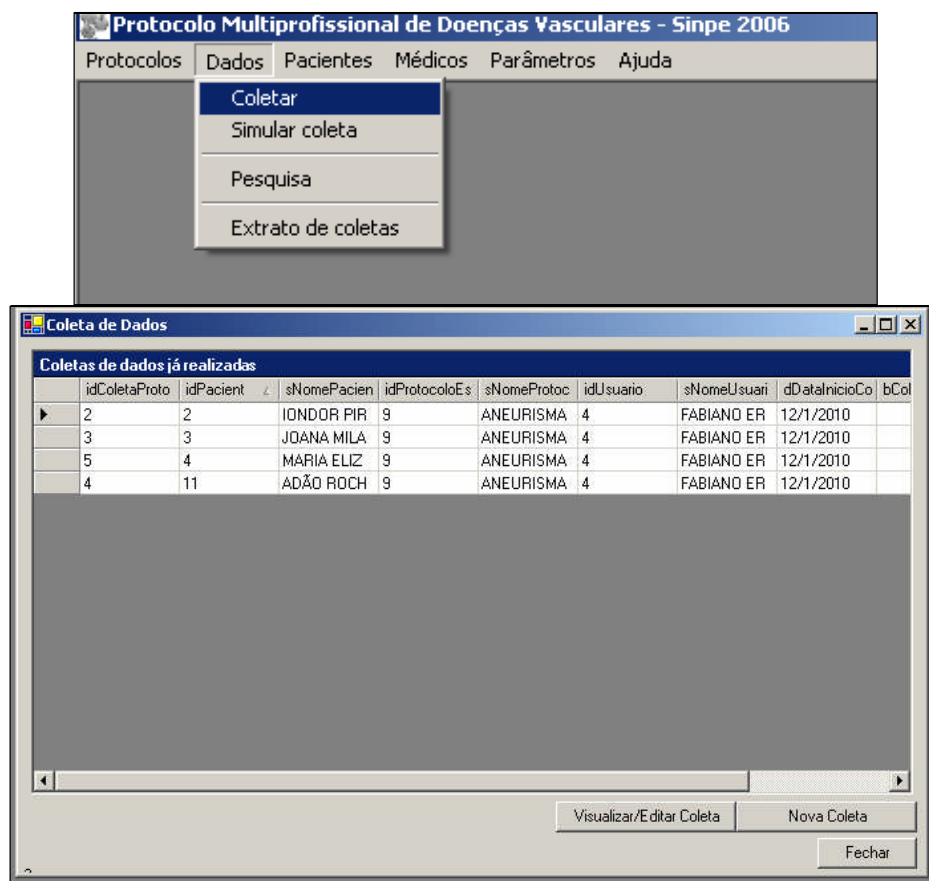 Protocolo Multiprofissional de Doenças Vasculares - Sinpe 2006
Protocolos Dados Pacientes Médicos Parâmetros Ajuda
Coletar
Simular coleta
Pesquisa
Extrato de coletas
Coleta de Dados
Coletas de dados já realizadas
idColetaProto idPacient sNomePacien idProtocoloEs sNomeProtoc idUsuario sNomeUsuari dDataInicioCo bCol
2 2 IONDOR PIR 9 ANEURISMA 4 FABIANO ER 12/1/2010
3 3 JOANA MILA 9 ANEURISMA 4 FABIANO ER 12/1/2010
5 4 MARIA ELIZ 9 ANEURISMA 4 FABIANO ER 12/1/2010
4 11 ADÃO ROCH 9 ANEURISMA 4 FABIANO ER 12/1/2010
Visualizar/Editar Coleta Nova Coleta
Fechar